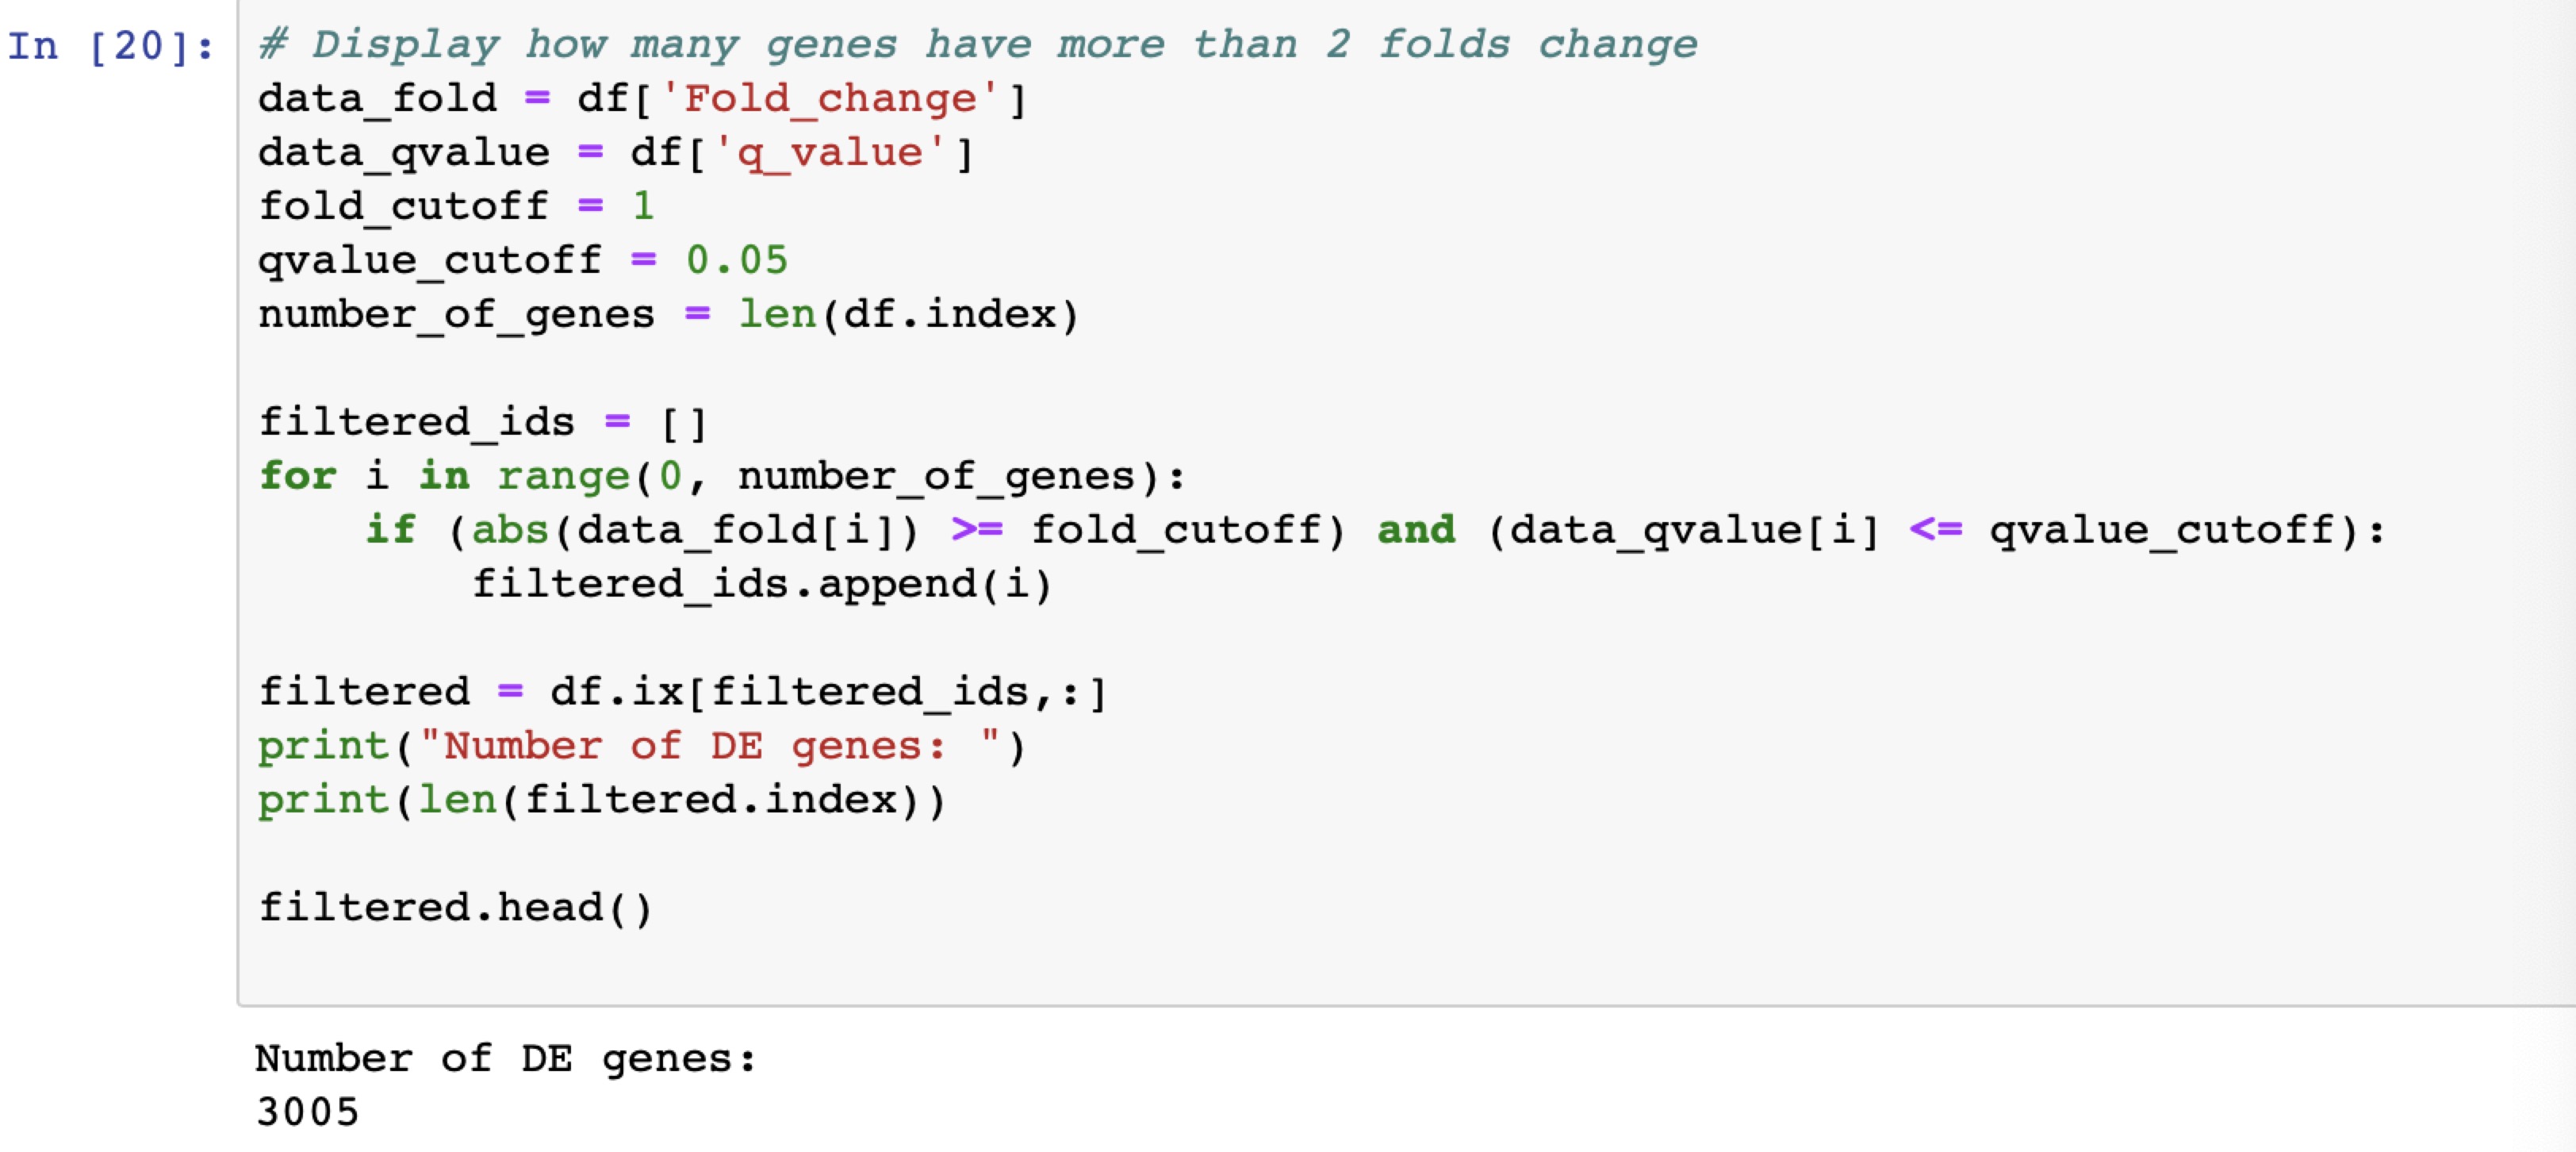 In [20]: # Display how many genes have more than 2 folds change
data_fold = df['Fold_change']
data_qvalue = df['q_value']
fold_cutoff = 1
qvalue_cutoff = 0.05
number_of_genes = len(df.index)

filtered_ids = []
for i in range(0, number_of_genes):
    if (abs(data_fold[i]) >= fold_cutoff) and (data_qvalue[i] <= qvalue_cutoff):
        filtered_ids.append(i)

filtered = df.ix[filtered_ids,:]
print("Number of DE genes: ")
print(len(filtered.index))

filtered.head()

Number of DE genes:
3005